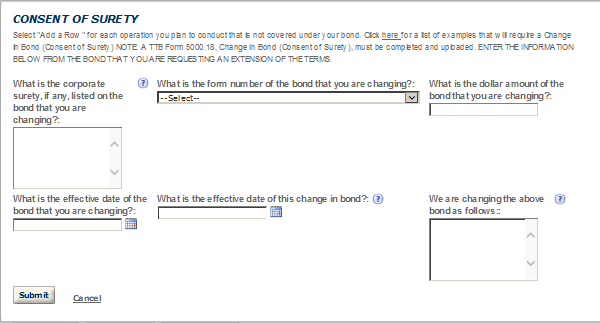 CONSENT OF SURETY
Select "Add a Row " for each operation you plan to conduct that is not covered under your bond. Click here for a list of examples that will require a Change
in Bond (Consent of Surety) NOTE: A TTB Form 5000.18, Change in Bond (Consent of Surety), must be completed and uploaded. ENTER THE INFORMATION
BELOW FROM THE BOND THAT YOU ARE REQUESTING AN EXTENSION OF THE TERMS.
What is the corporate
surety, if any, listed on the
bond that you are
changing?:
What is the form number of the bond that you are changing?:
--Select--
What is the dollar amount of the
bond that you are changing?:
What is the effective date of the
bond that you are changing?:
What is the effective date of this change in bond?:
We are changing the above
bond as follows::
Submit
Cancel